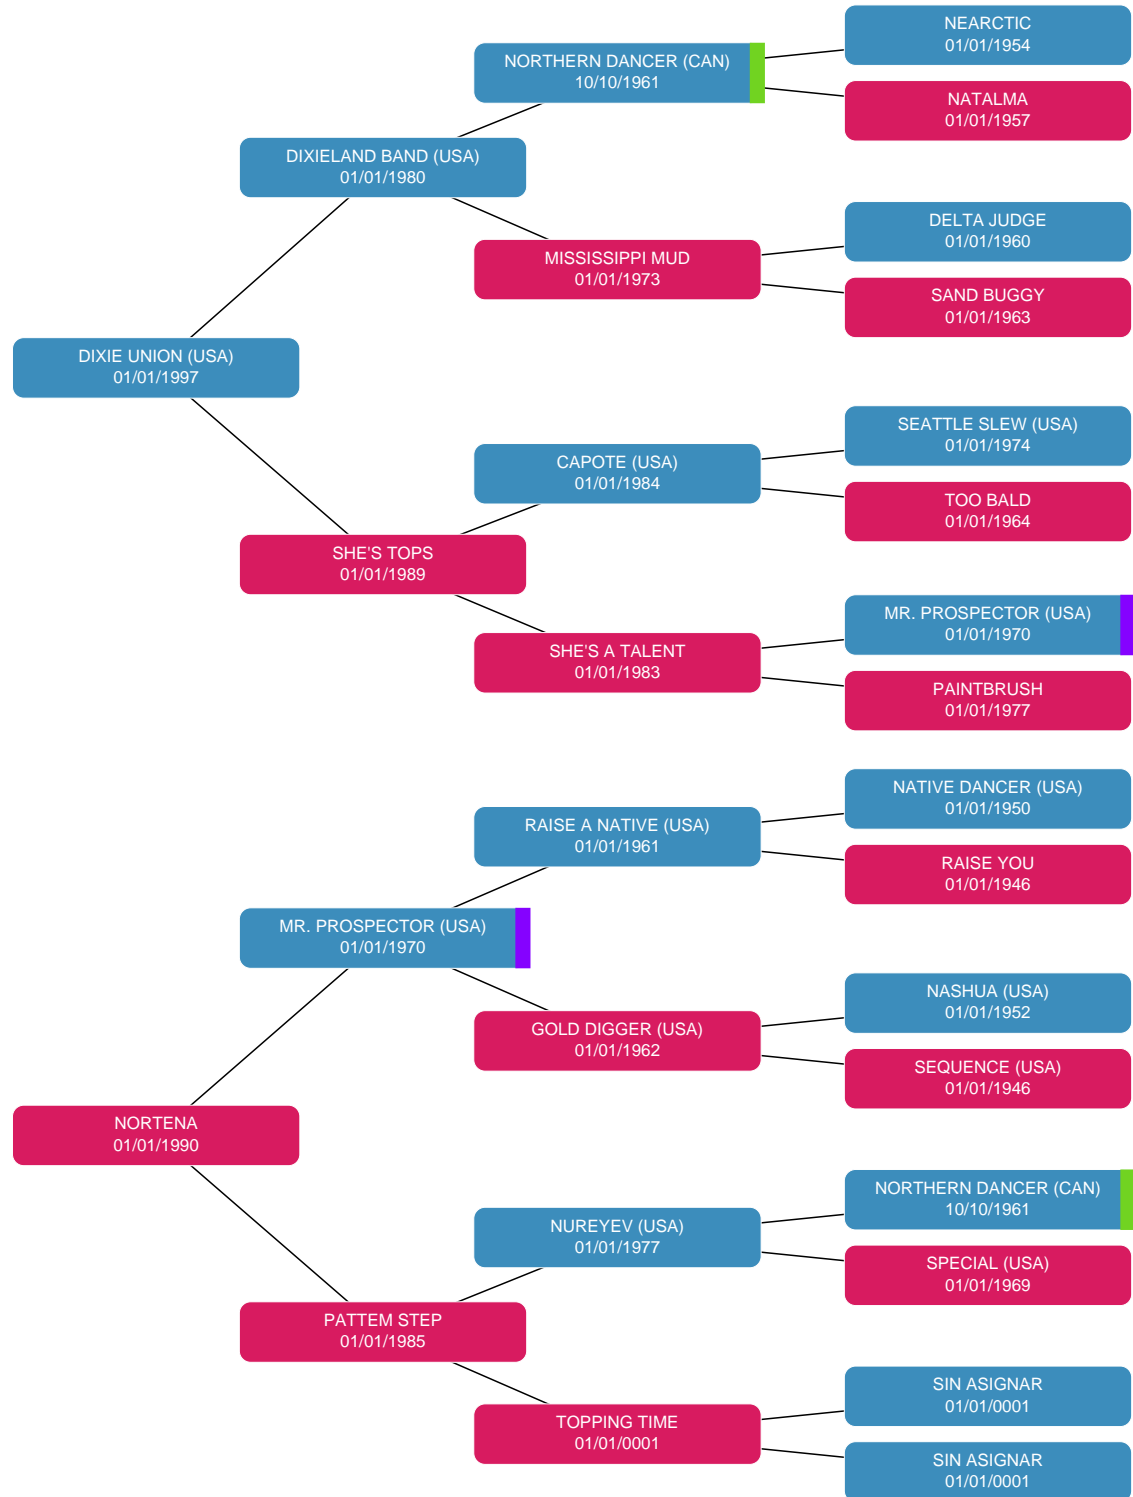 NEARCTIC
01/01/1954
NORTHERN DANCER (CAN)
10/10/1961
NATALMA
01/01/1957
DIXIELAND BAND (USA)
01/01/1980
DELTA JUDGE
01/01/1960
MISSISSIPPI MUD
01/01/1973
SAND BUGGY
01/01/1963
DIXIE UNION (USA)
01/01/1997
SEATTLE SLEW (USA)
01/01/1974
CAPOTE (USA)
01/01/1984
TOO BALD
01/01/1964
SHE'S TOPS
01/01/1989
MR. PROSPECTOR (USA)
01/01/1970
SHE'S A TALENT
01/01/1983
PAINTBRUSH
01/01/1977
NATIVE DANCER (USA)
01/01/1950
RAISE A NATIVE (USA)
01/01/1961
RAISE YOU
01/01/1946
MR. PROSPECTOR (USA)
01/01/1970
NASHUA (USA)
01/01/1952
GOLD DIGGER (USA)
01/01/1962
SEQUENCE (USA)
01/01/1946
NORTENA
01/01/1990
NORTHERN DANCER (CAN)
10/10/1961
NUREYEV (USA)
01/01/1977
SPECIAL (USA)
01/01/1969
PATTEM STEP
01/01/1985
SIN ASIGNAR
01/01/0001
TOPPING TIME
01/01/0001
SIN ASIGNAR
01/01/0001